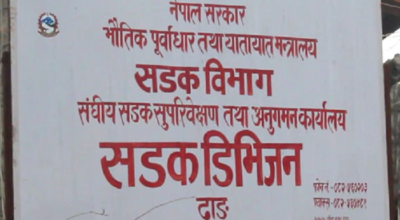 नेपाल सरकार
भौतिक पूर्वाधार तथा यातायात मन्त्रालय
सडक विभाग
संघीय सडक सुपरिवेक्षण तथा अनुगमन कार्यालय
सडक डिभिजन
दाङ